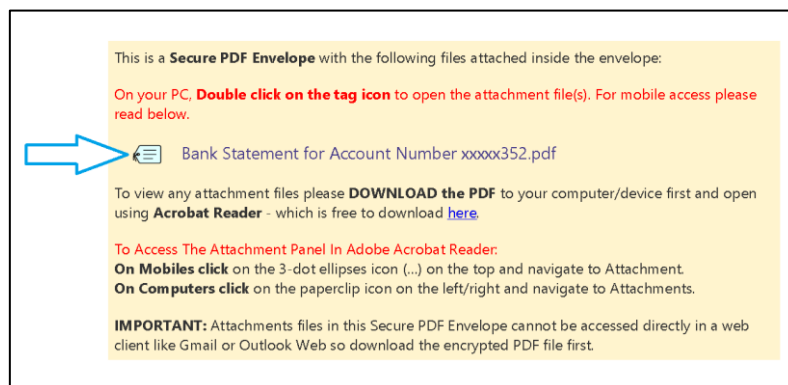 This is a Secure PDF Envelope with the following files attached inside the envelope:
On your PC, Double click on the tag icon to open the attachment file(s). For mobile access please
read below.
Bank Statement for Account Number xxxxx352.pdf
To view any attachment files please DOWNLOAD the PDF to your computer/device first and open
using Acrobat Reader - which is free to download here.
To Access The Attachment Panel In Adobe Acrobat Reader:
On Mobiles click on the 3-dot ellipses icon (...) on the top and navigate to Attachment.
On Computers click on the paperclip icon on the left/right and navigate to Attachments.
IMPORTANT: Attachments files in this Secure PDF Envelope cannot be accessed directly in a web
client like Gmail or Outlook Web so download the encrypted PDF file first.